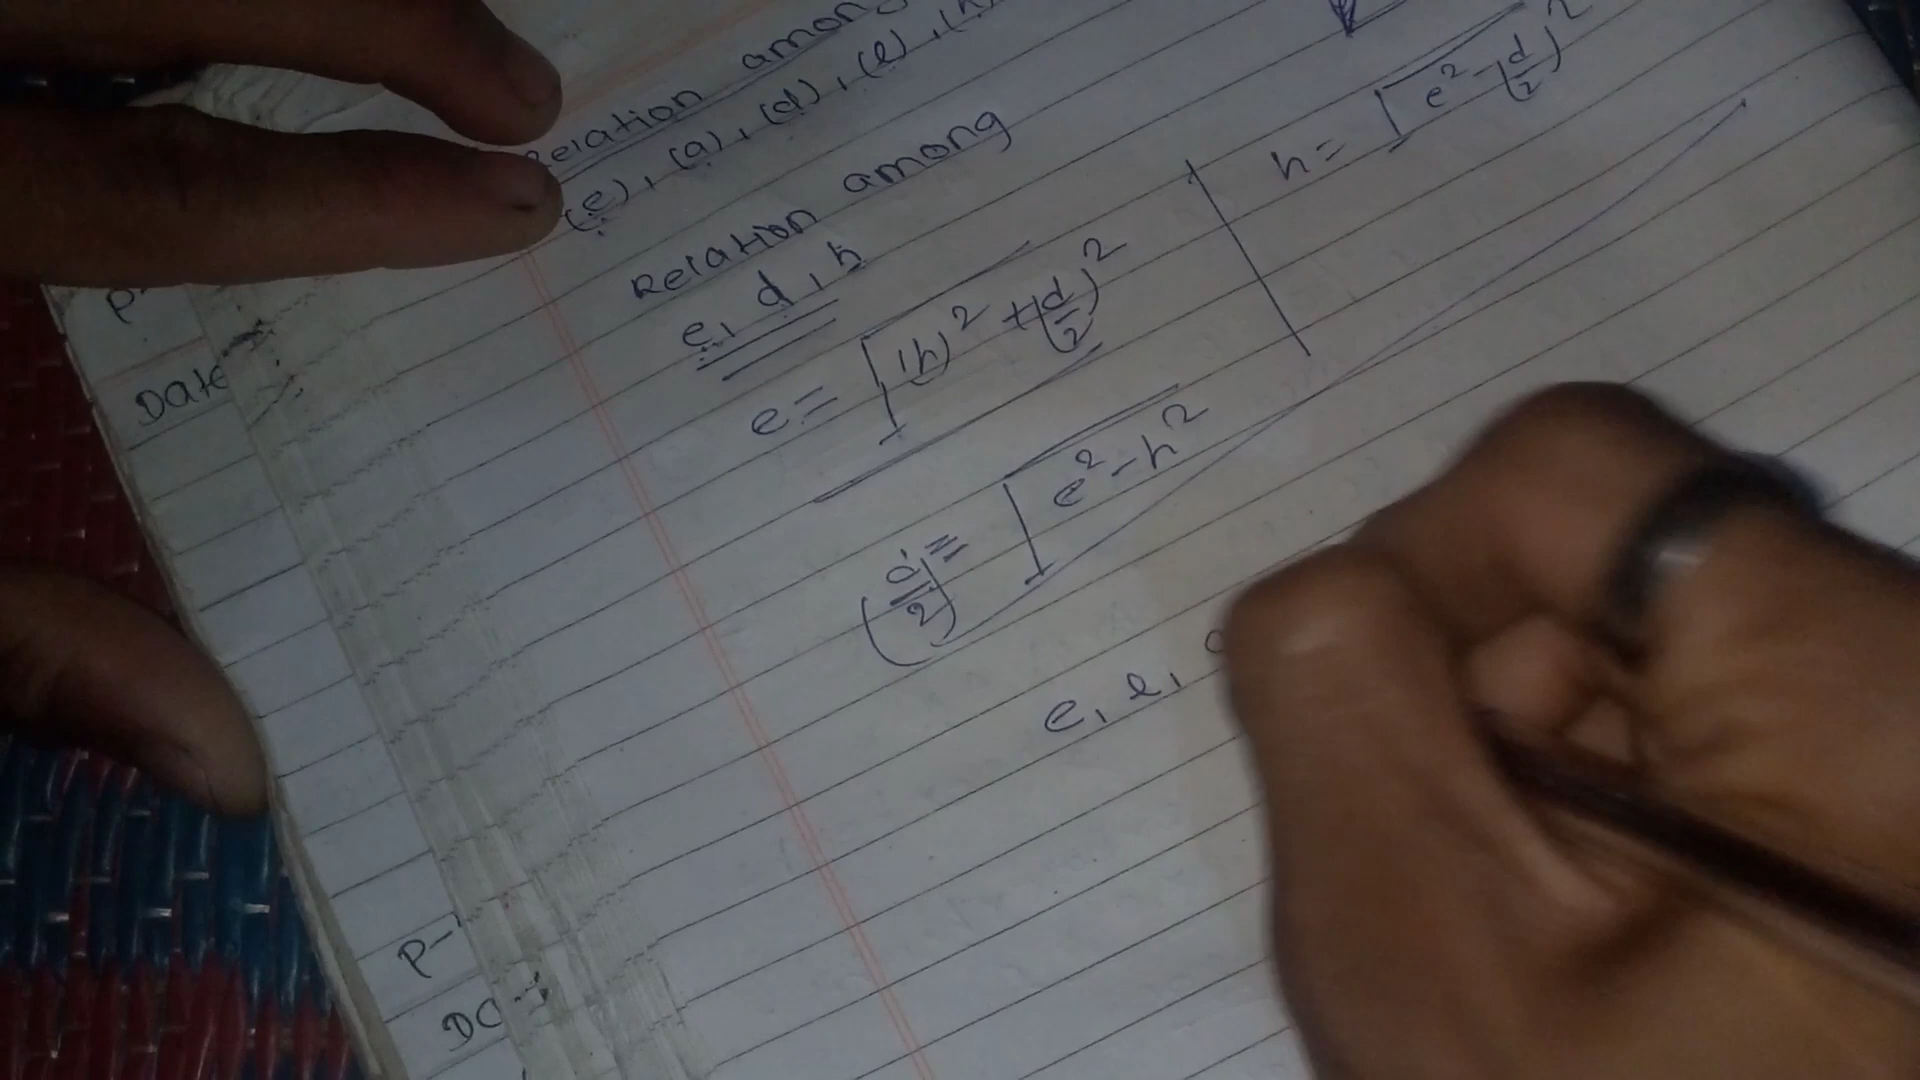 Relation among
(e), (a), (d), (l), (h
Relation among
e, d, h
e = √(h)² + (d/2)²
h = √e² - (d/2)²
(d/2) = √e² - h²
e, l,
P-
Date
P-